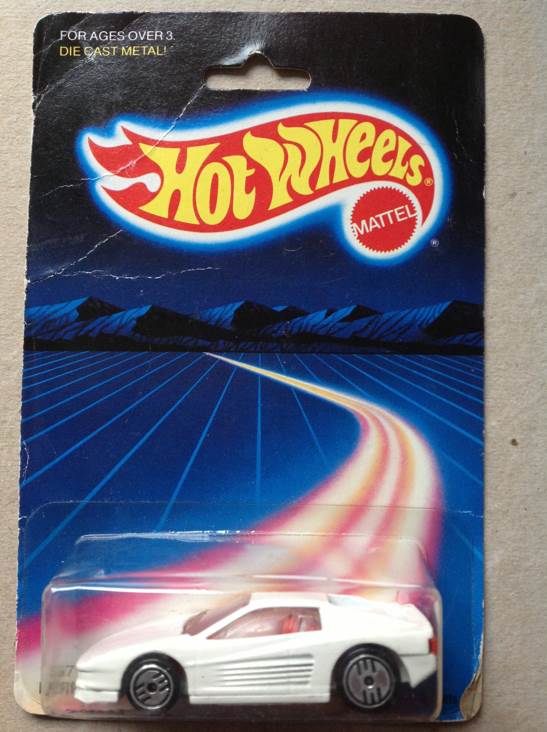 FOR AGES OVER 3.
DIE CAST METAL!
HOT WHEELS®
MATTEL
®